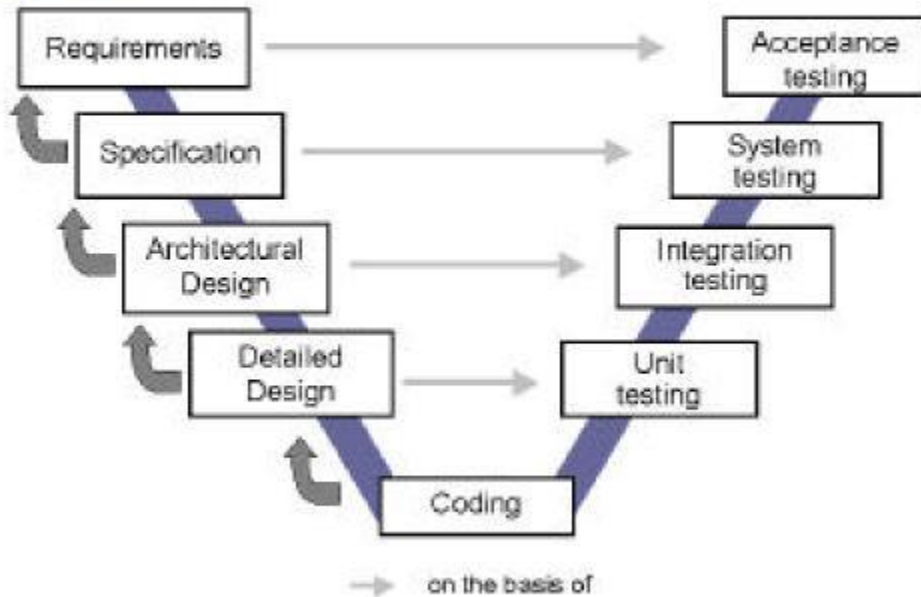 Requirements
Acceptance
testing
Specification
System
testing
Architectural
Design
Integration
testing
Detailed
Design
Unit
testing
Coding
on the basis of